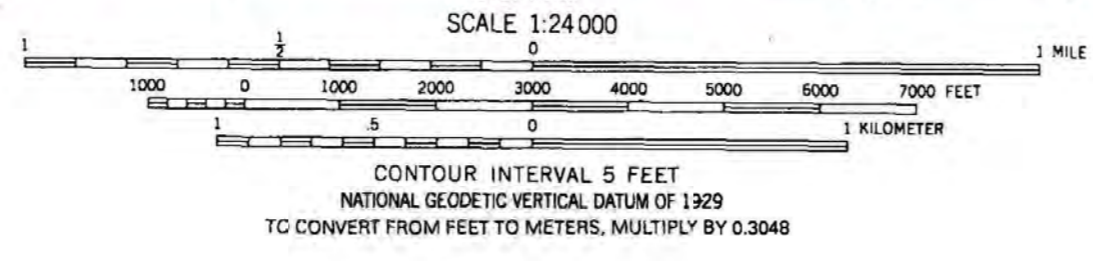 SCALE 1:24 000
1 1/2 0 1 MILE
1000 0 1000 2000 3000 4000 5000 6000 7000 FEET
1 .5 0 1 KILOMETER
CONTOUR INTERVAL 5 FEET
NATIONAL GEODETIC VERTICAL DATUM OF 1929
TO CONVERT FROM FEET TO METERS, MULTIPLY BY 0.3048